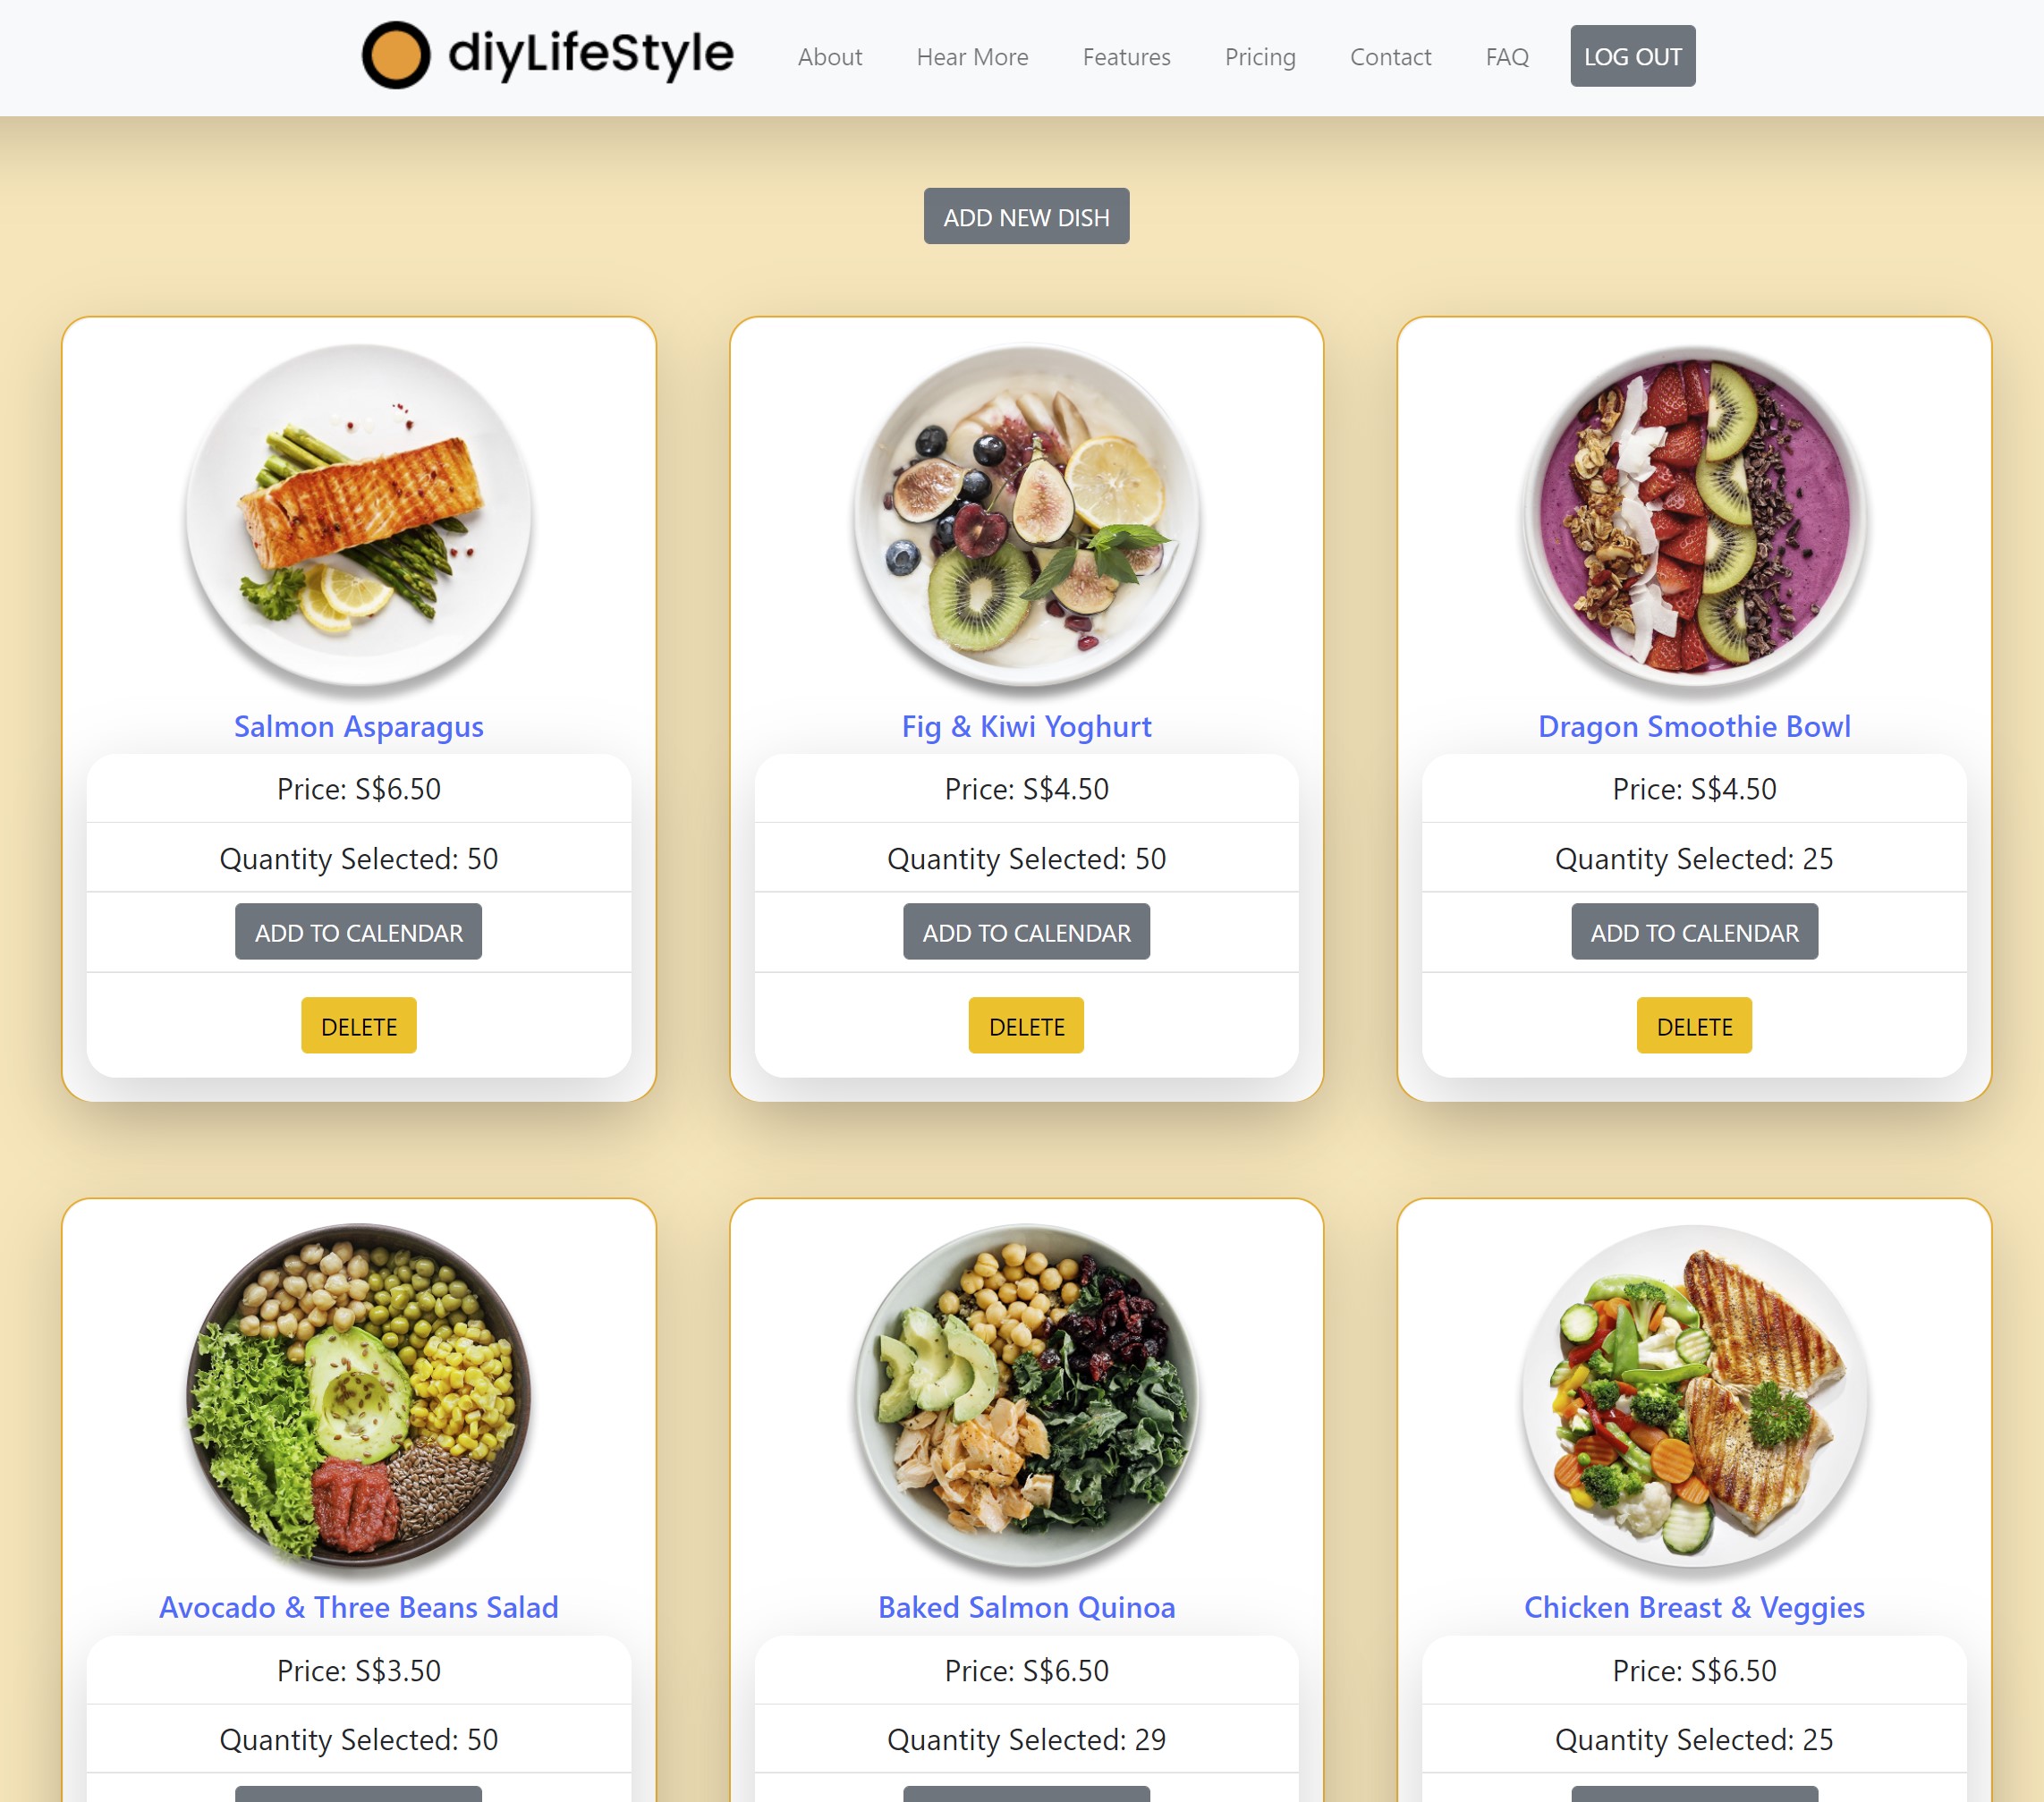 diyLifeStyle About Hear More Features Pricing Contact FAQ LOG OUT
ADD NEW DISH
Salmon Asparagus
Price: S$6.50
Quantity Selected: 50
ADD TO CALENDAR
DELETE
Fig & Kiwi Yoghurt
Price: S$4.50
Quantity Selected: 50
ADD TO CALENDAR
DELETE
Dragon Smoothie Bowl
Price: S$4.50
Quantity Selected: 25
ADD TO CALENDAR
DELETE
Avocado & Three Beans Salad
Price: S$3.50
Quantity Selected: 50
Baked Salmon Quinoa
Price: S$6.50
Quantity Selected: 29
Chicken Breast & Veggies
Price: S$6.50
Quantity Selected: 25